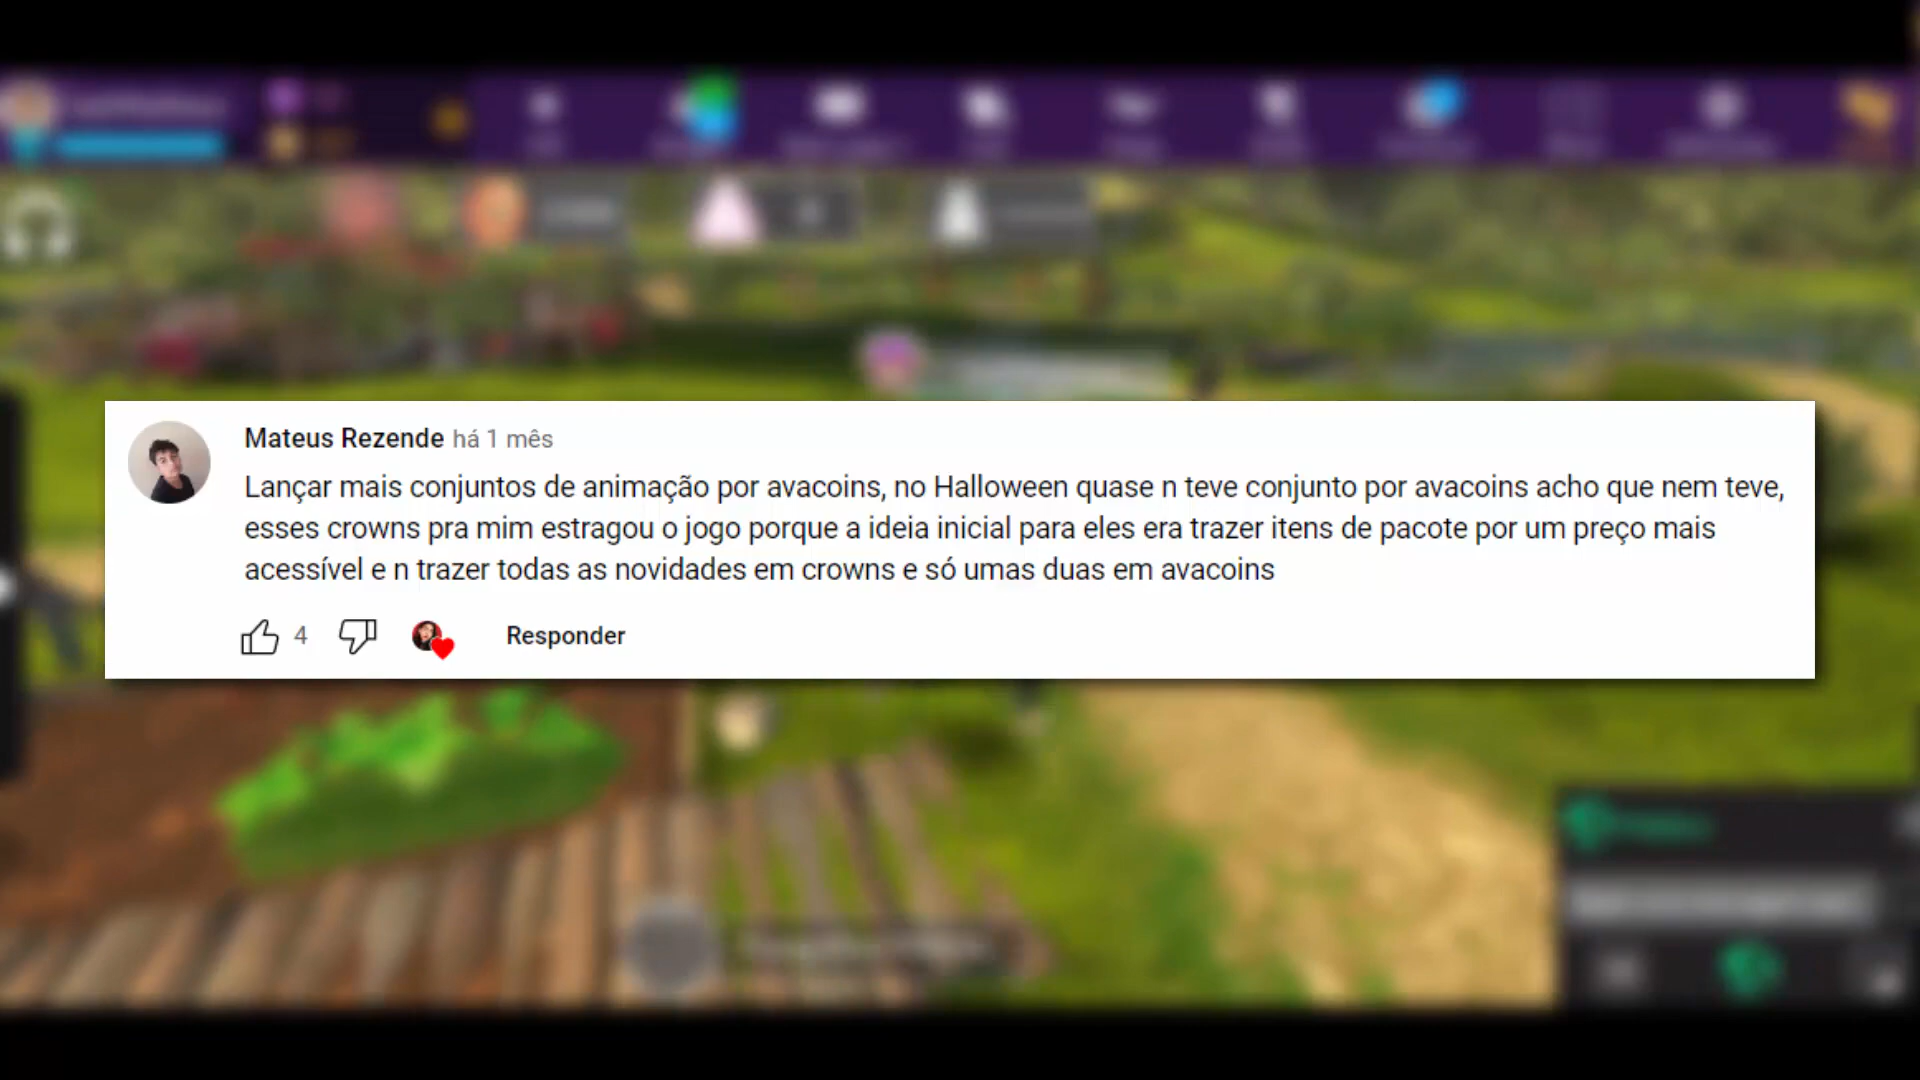 Mateus Rezende há 1 mês
Lançar mais conjuntos de animação por avacoins, no Halloween quase n teve conjunto por avacoins acho que nem teve,
esses crowns pra mim estragou o jogo porque a ideia inicial para eles era trazer itens de pacote por um preço mais
acessível e n trazer todas as novidades em crowns e só umas duas em avacoins
4 Responder